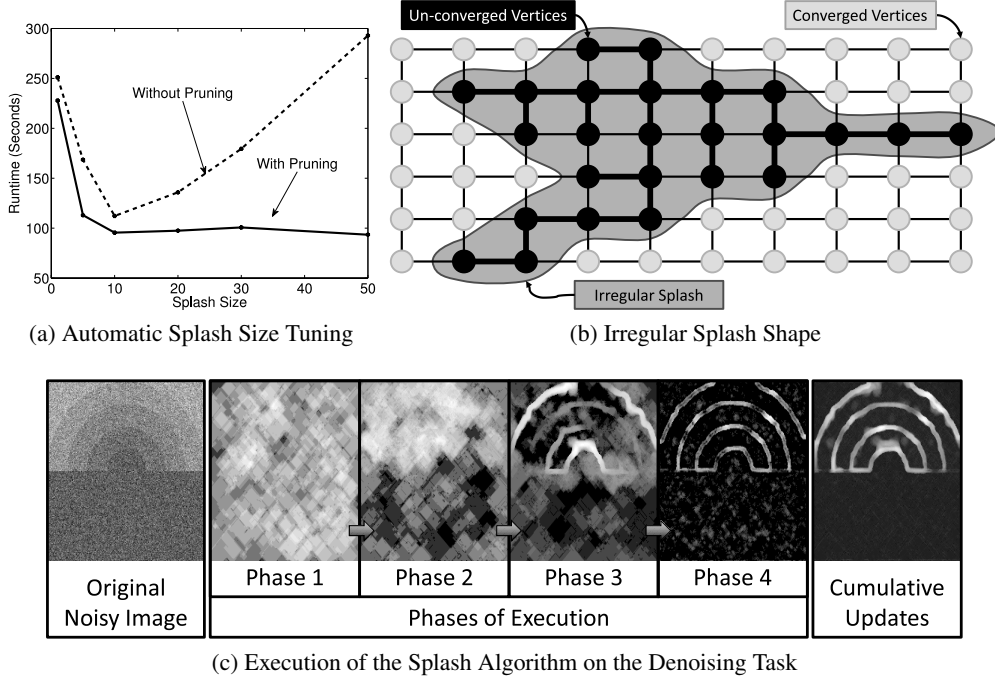 300
250
200
150
100
50
Runtime (Seconds)
Without Pruning
With Pruning
0 10 20 30 40 50
Splash Size
(a) Automatic Splash Size Tuning
Un-converged Vertices
Converged Vertices
Irregular Splash
(b) Irregular Splash Shape
Original
Noisy Image
Phase 1
Phase 2
Phase 3
Phase 4
Phases of Execution
Cumulative
Updates
(c) Execution of the Splash Algorithm on the Denoising Task